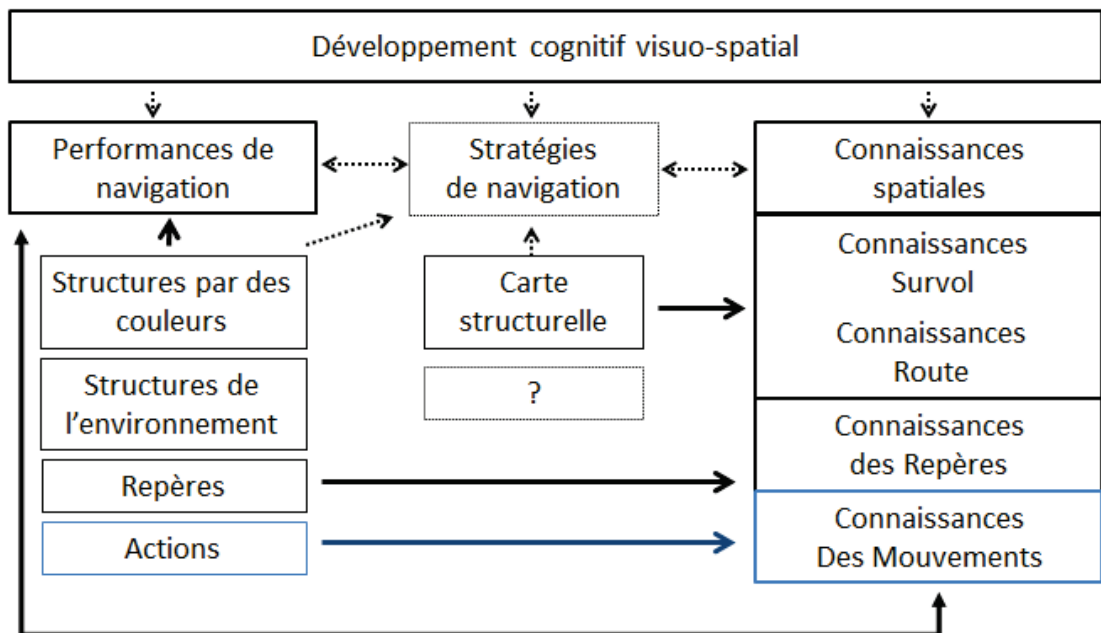 Développement cognitif visuo-spatial
Performances de
navigation
Stratégies
de navigation
Connaissances
spatiales
Structures par des
couleurs
Carte
structurelle
Connaissances
Survol
Connaissances
Route
Structures de
l'environnement
?
Connaissances
des Repères
Repères
Actions
Connaissances
Des Mouvements